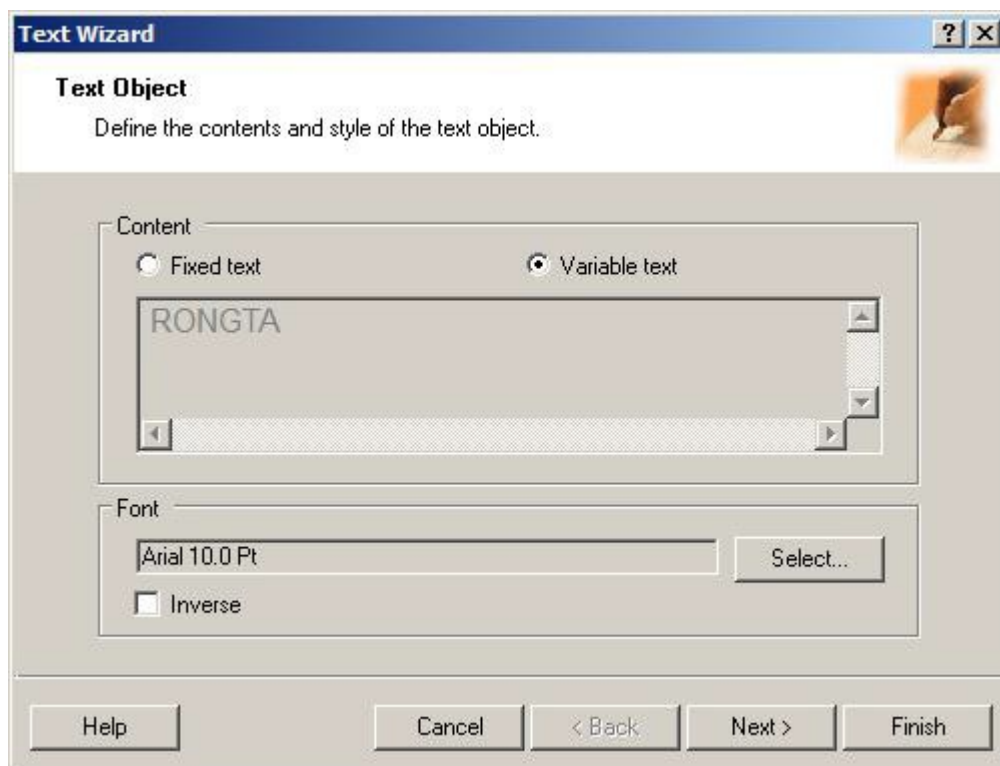 Text Wizard
Text Object
Define the contents and style of the text object.
Content
Fixed text Variable text
RONGTA
Font
Arial 10.0 Pt Select...
Inverse
Help Cancel < Back Next > Finish